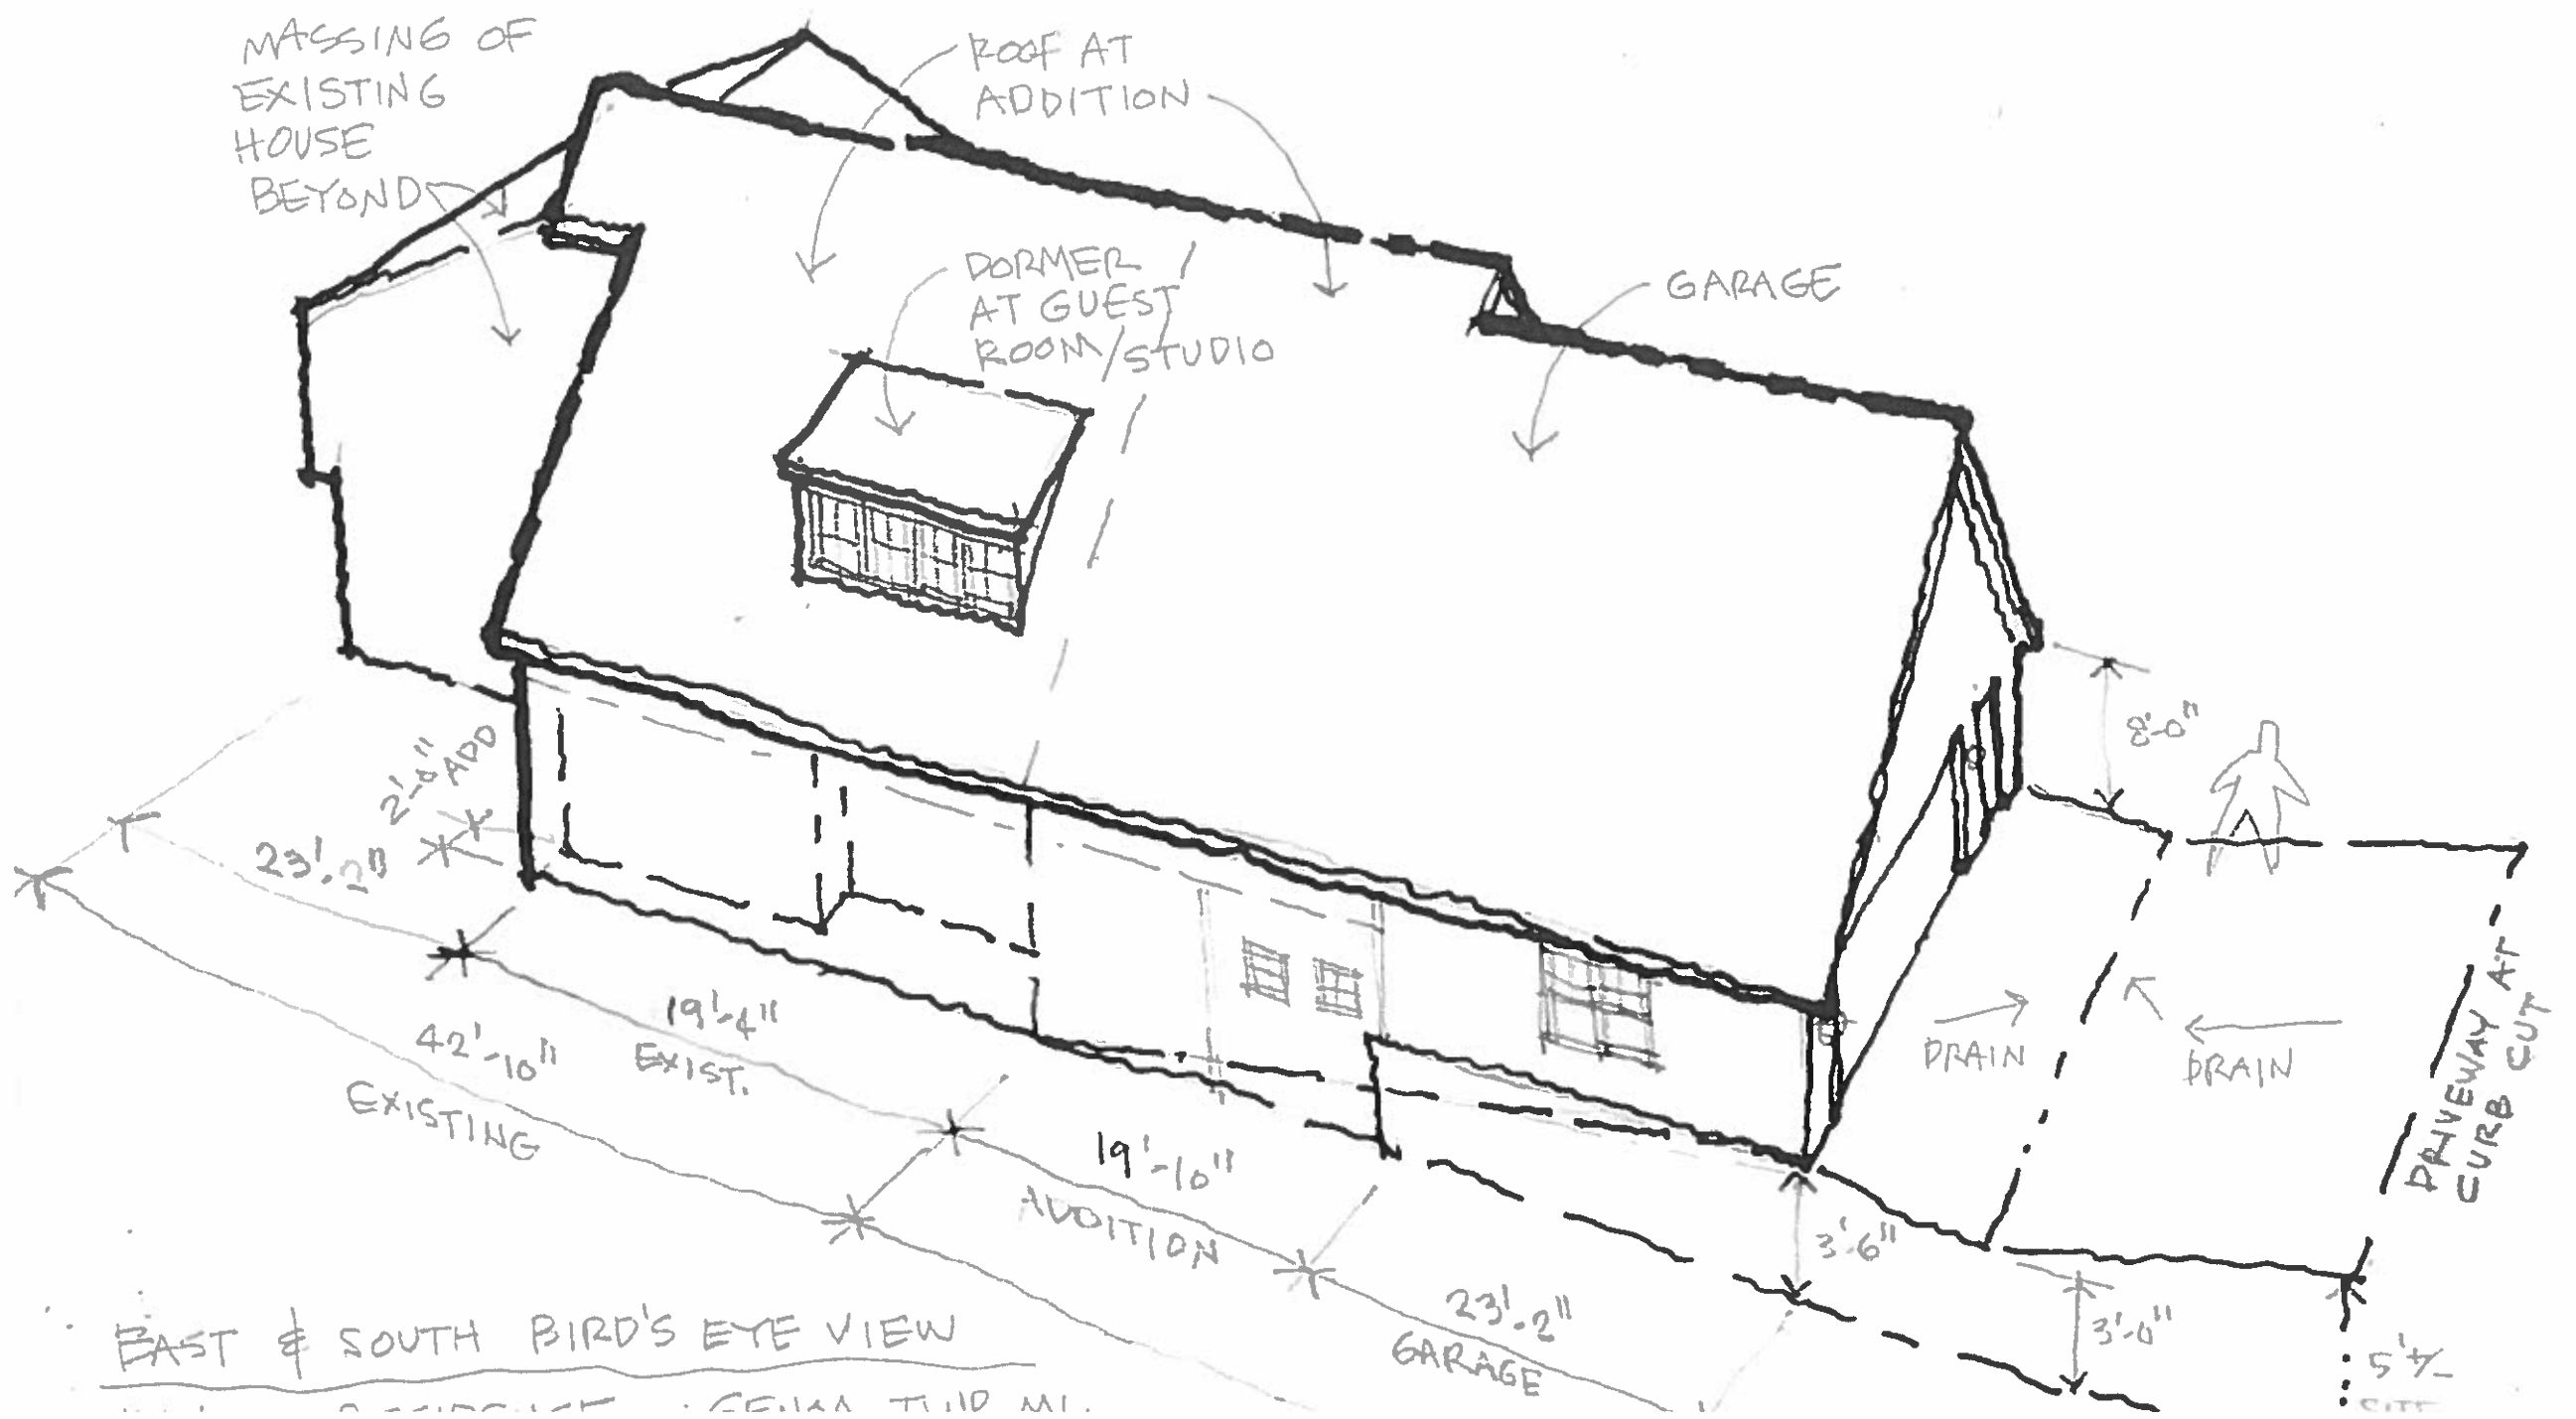 MASSING OF
EXISTING
HOUSE
BEYOND
ROOF AT
ADDITION
DORMER
AT GUEST
ROOM/STUDIO
GARAGE
8'-0"
2'-0" ADD
23'-2"
19'-4"
EXIST.
42'-10"
EXISTING
19'-10"
ADDITION
23'-2"
GARAGE
3'-6"
3'-0"
5'+/-
DRAIN
DRAIN
DRIVEWAY AT
CURB CUT
EAST & SOUTH BIRD'S EYE VIEW